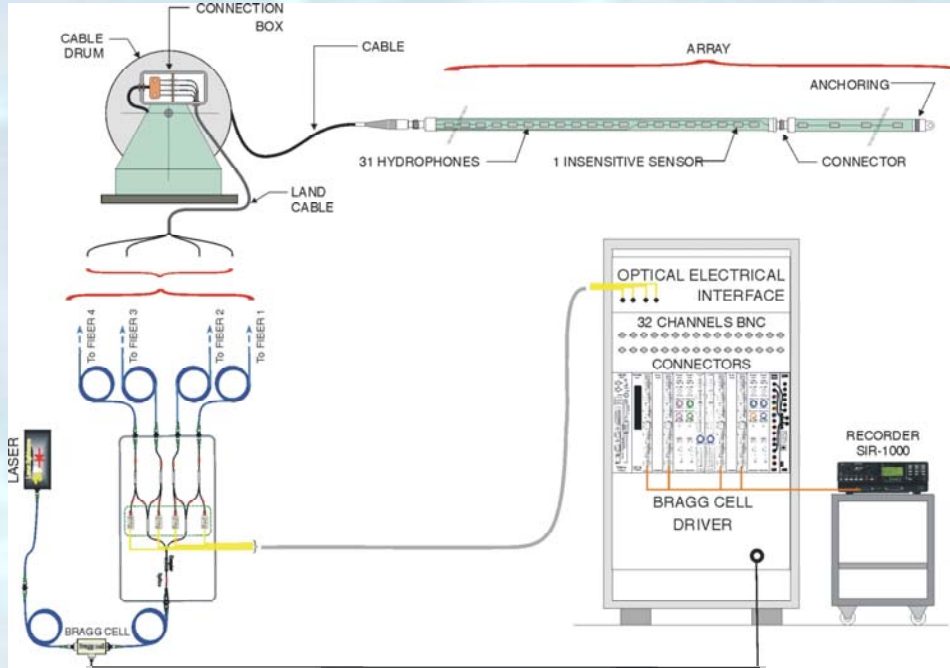 CONNECTION
BOX
CABLE
DRUM
CABLE
ARRAY
ANCHORING
31 HYDROPHONES
1 INSENSITIVE SENSOR
CONNECTOR
LAND
CABLE
OPTICAL ELECTRICAL
INTERFACE
32 CHANNELS BNC
CONNECTORS
To FIBER 4
To FIBER 3
To FIBER 2
To FIBER 1
LASER
RECORDER
SIR-1000
BRAGG CELL
DRIVER
BRAGG CELL